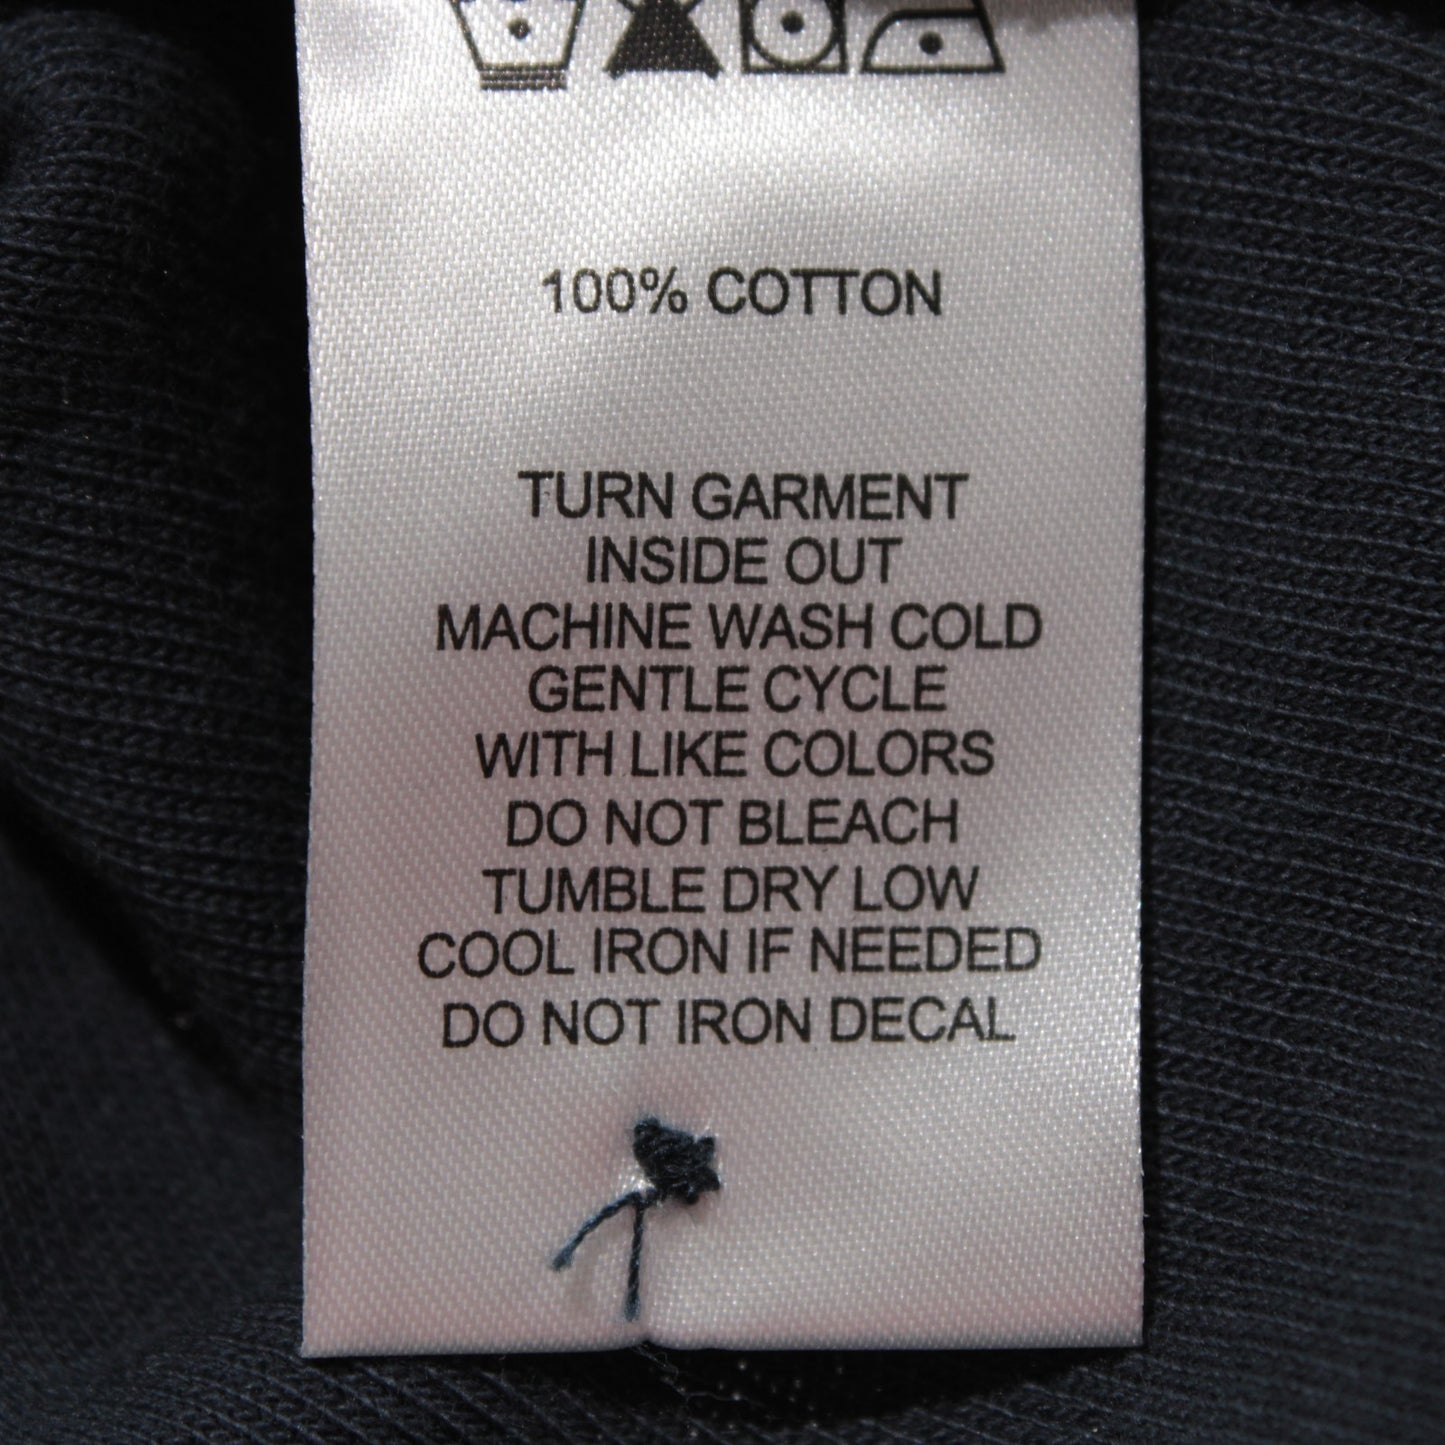 100% COTTON
TURN GARMENT
INSIDE OUT
MACHINE WASH COLD
GENTLE CYCLE
WITH LIKE COLORS
DO NOT BLEACH
TUMBLE DRY LOW
COOL IRON IF NEEDED
DO NOT IRON DECAL